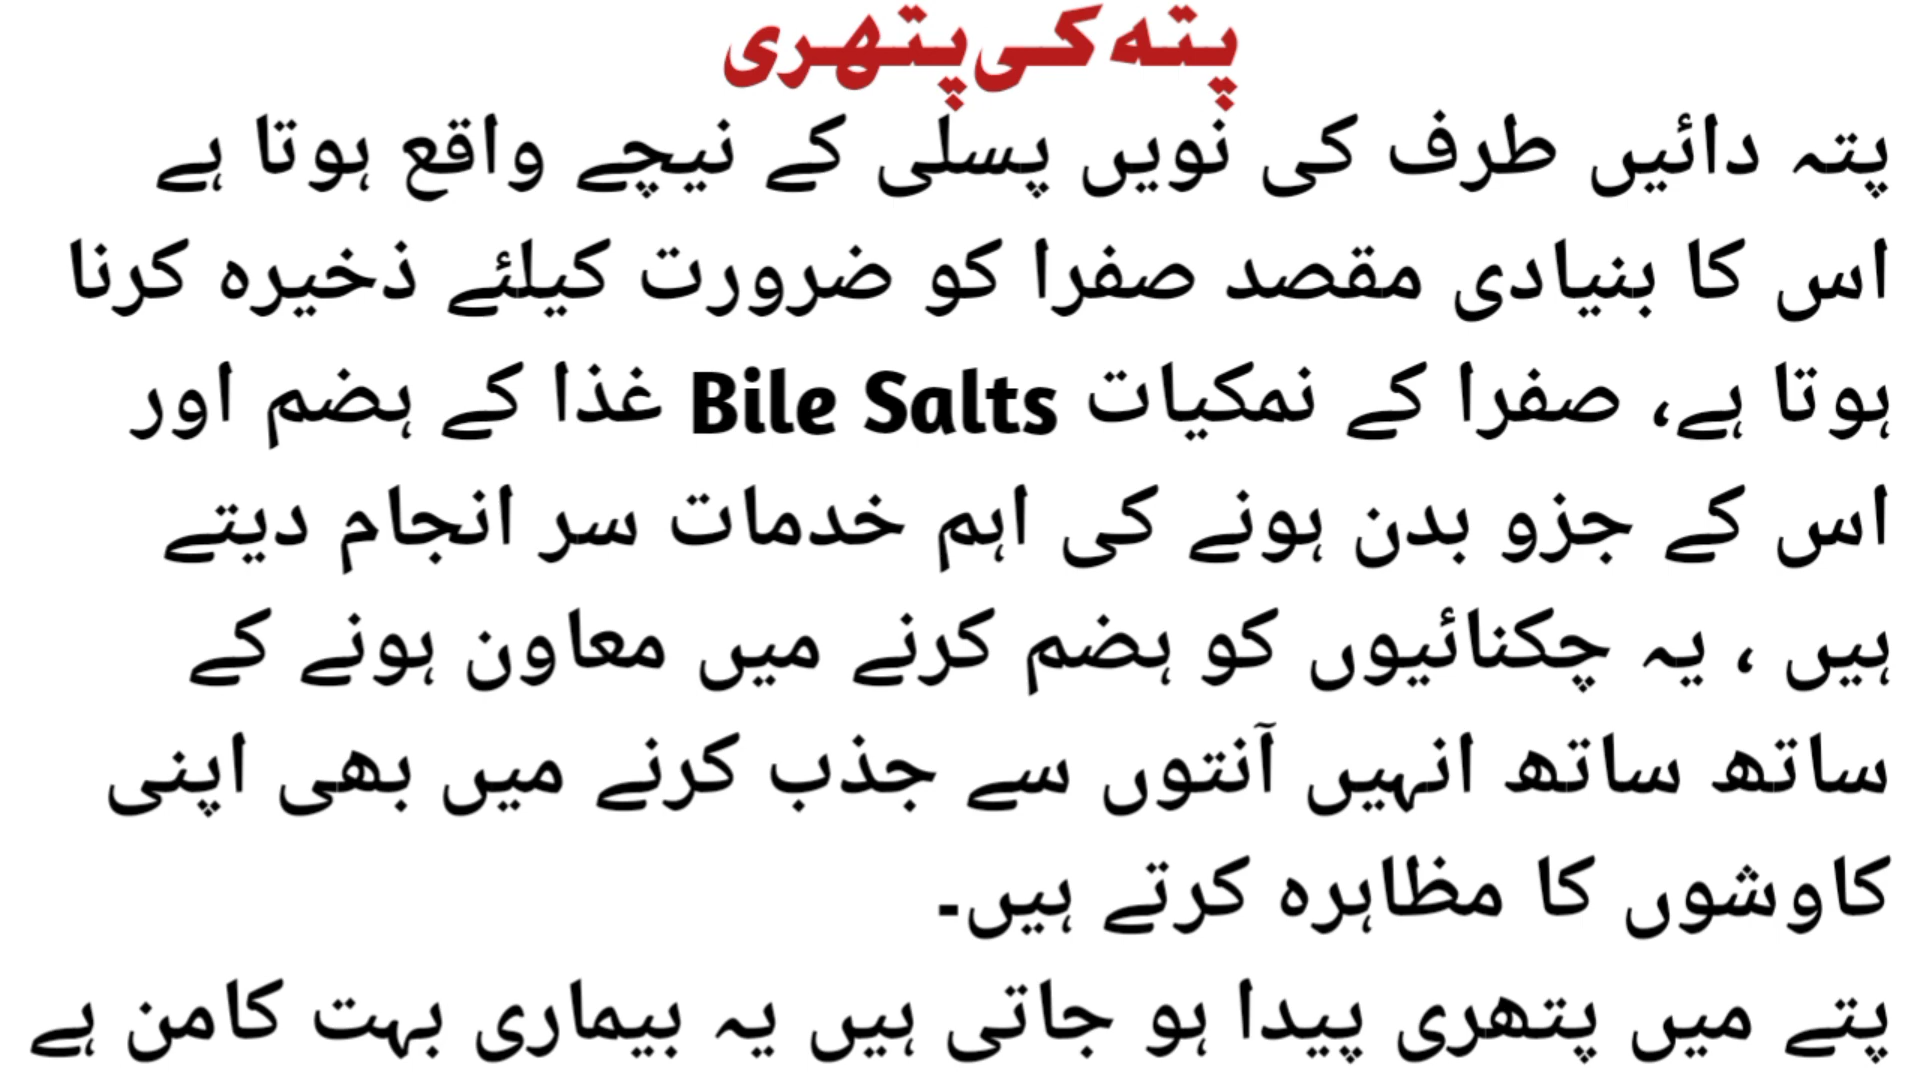 پتہ کی پتھری
پتہ دائیں طرف کی نویں پسلی کے نیچے واقع ہوتا ہے
اس کا بنیادی مقصد صفرا کو ضرورت کیلئے ذخیرہ کرنا
ہوتا ہے، صفرا کے نمکیات Bile Salts غذا کے ہضم اور
اس کے جزو بدن ہونے کی اہم خدمات سر انجام دیتے
ہیں ، یہ چکنائیوں کو ہضم کرنے میں معاون ہونے کے
ساتھ ساتھ انہیں آنتوں سے جذب کرنے میں بھی اپنی
کاوشوں کا مظاہرہ کرتے ہیں۔
پتے میں پتھری پیدا ہو جاتی ہیں یہ بیماری بہت کامن ہے